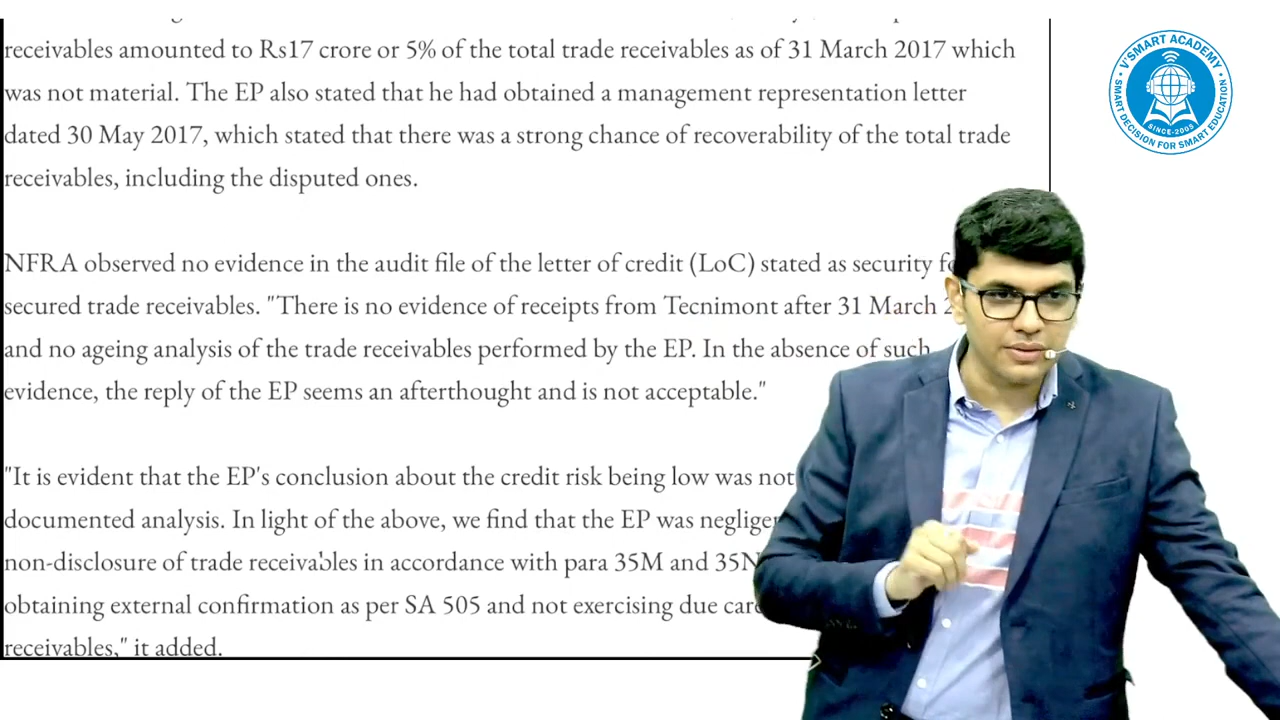 receivables amounted to Rs17 crore or 5% of the total trade receivables as of 31 March 2017 which
was not material. The EP also stated that he had obtained a management representation letter
dated 30 May 2017, which stated that there was a strong chance of recoverability of the total trade
receivables, including the disputed ones.
NFRA observed no evidence in the audit file of the letter of credit (LoC) stated as security
secured trade receivables. "There is no evidence of receipts from Tecnimont after 31 March
and no ageing analysis of the trade receivables performed by the EP. In the absence of such
evidence, the reply of the EP seems an afterthought and is not acceptable."
"It is evident that the EP's conclusion about the credit risk being low was not
documented analysis. In light of the above, we find that the EP was
non-disclosure of trade receivables in accordance with para 35M and 35N
obtaining external confirmation as per SA 505 and not exercising due
receivables," it added.
V'SMART ACADEMY
SMART DECISION FOR SMART EDUCATION
SINCE-2009